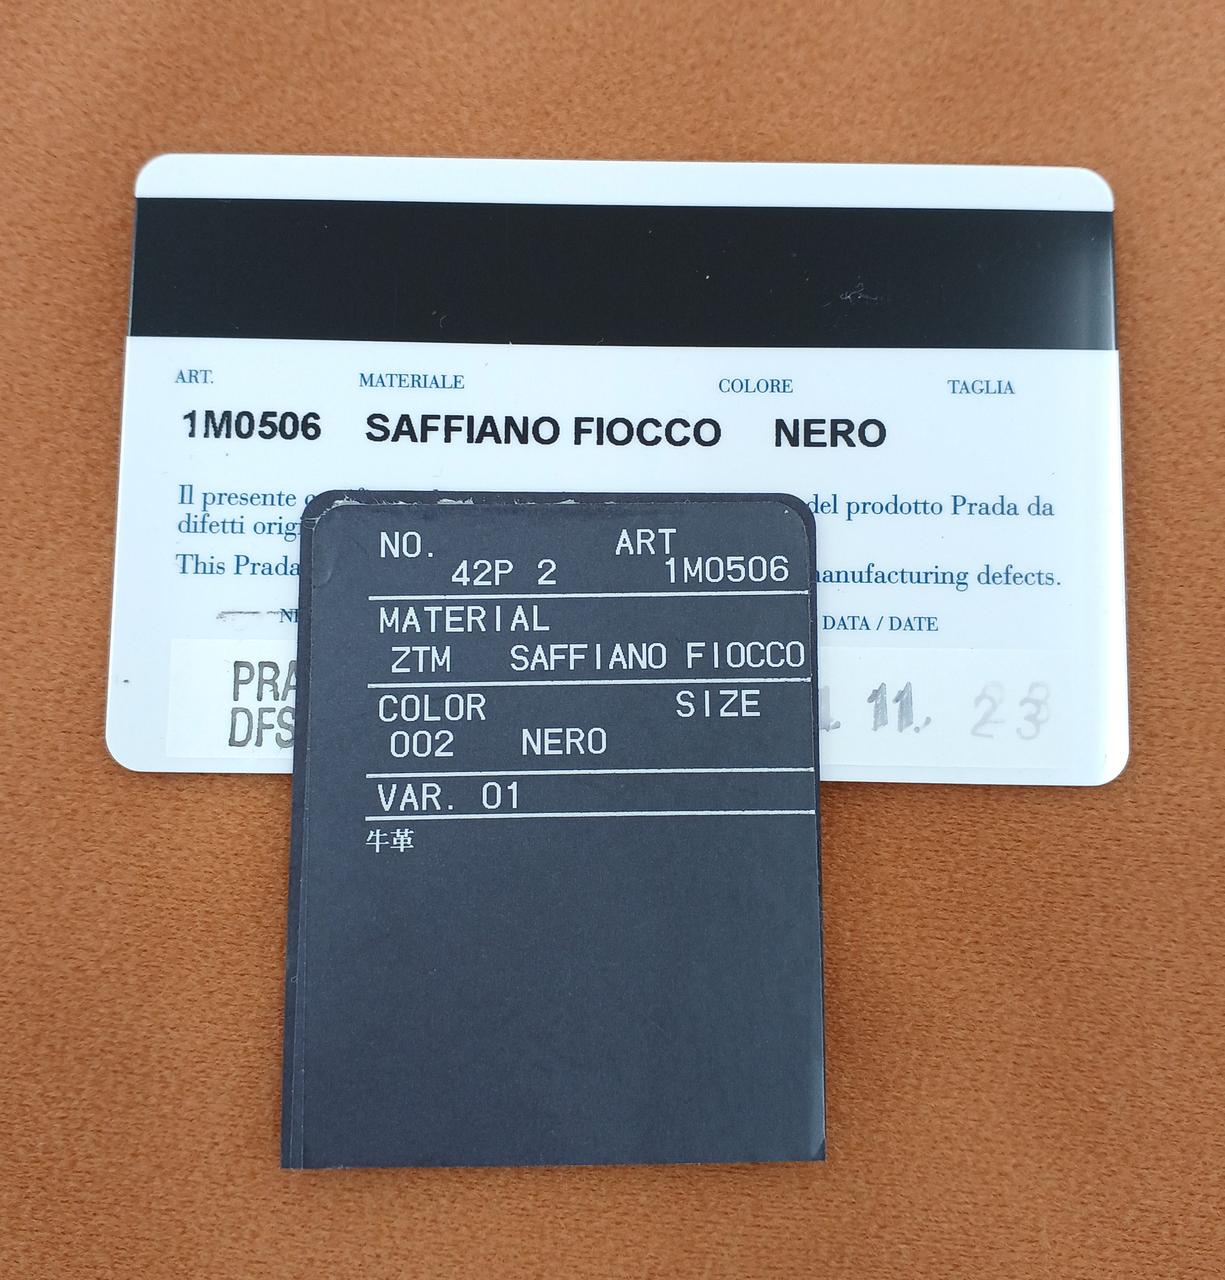 ART. MATERIALE COLORE TAGLIA
1M0506 SAFFIANO FIOCCO NERO
Il presente del prodotto Prada da
difetti
This Prada manufacturing defects.
DATA / DATE
11. 23
NO. ART
42P 2 1M0506
MATERIAL
ZTM SAFFIANO FIOCCO
COLOR SIZE
002 NERO
VAR. 01
牛革